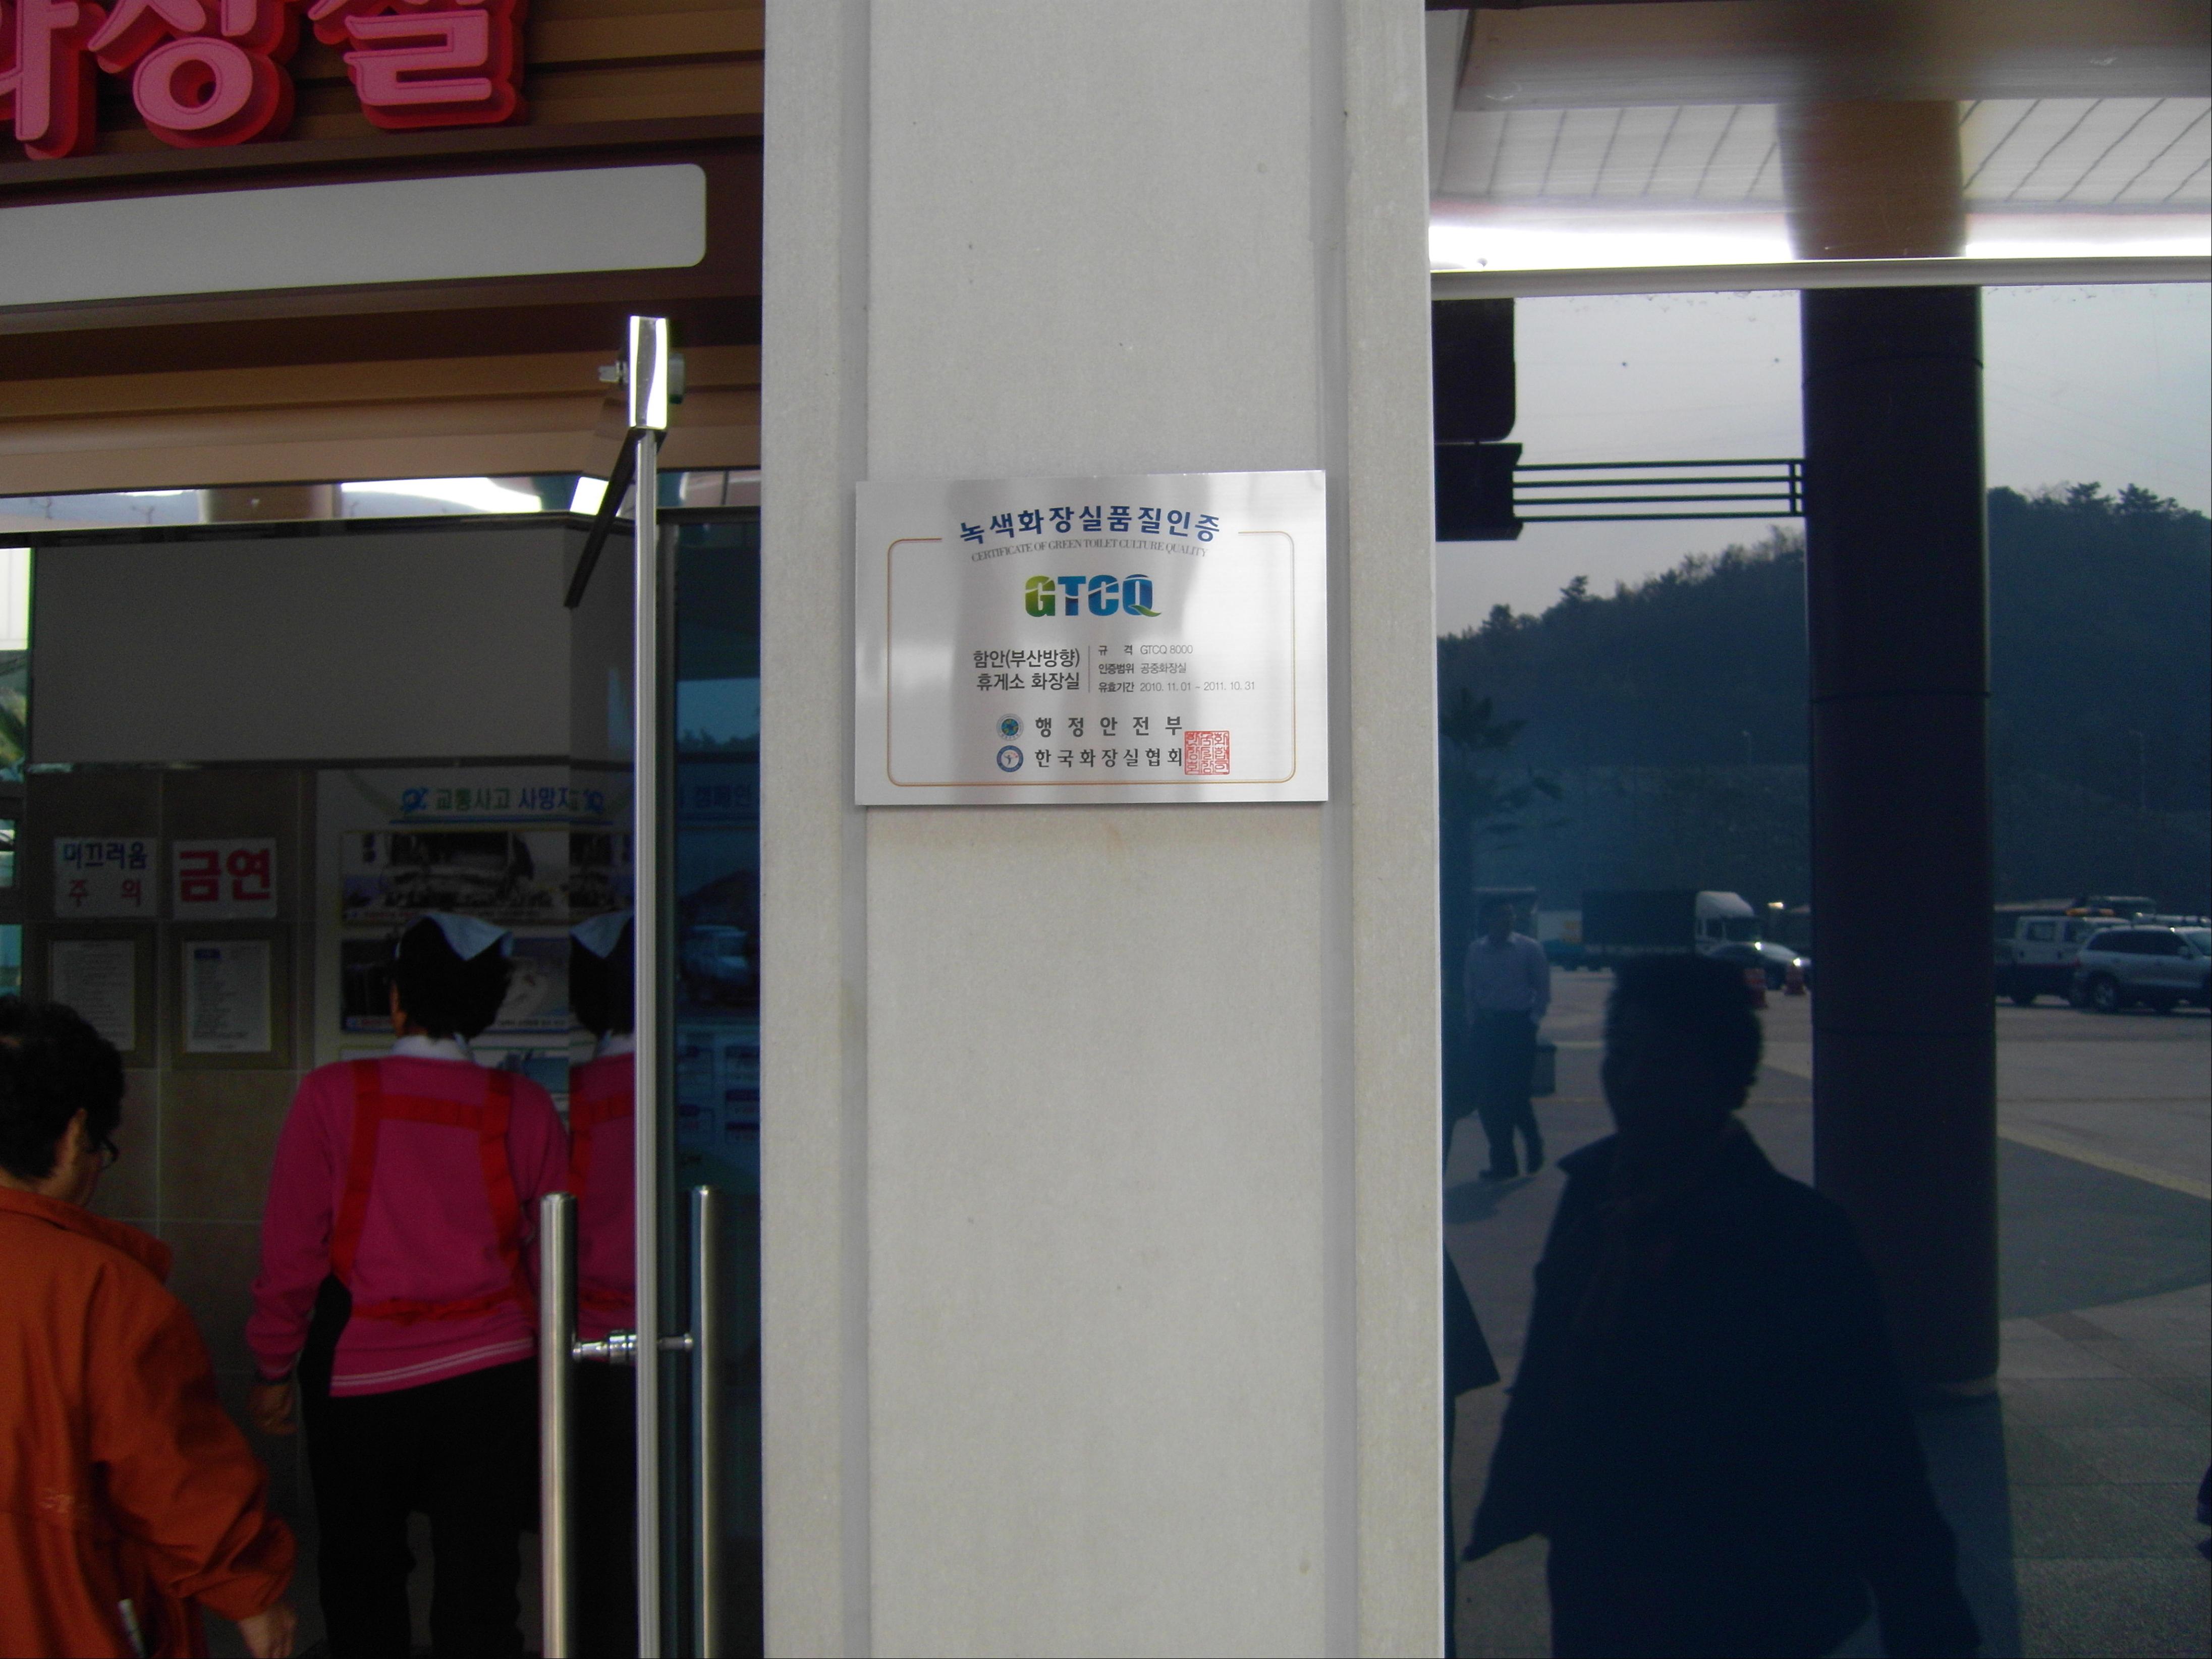 화장실
녹색화장실품질인증
CERTIFICATE OF GREEN TOILET CULTURE QUALITY
GTCQ
함안(부산방향)
휴게소 화장실
규 격 GTCQ 8000
인증범위 공중화장실
유효기간 2010. 11. 01 ~ 2011. 10. 31
행정안전부
한국화장실협회
교통사고 사망자
캠페인
미끄러움
주 의
금연